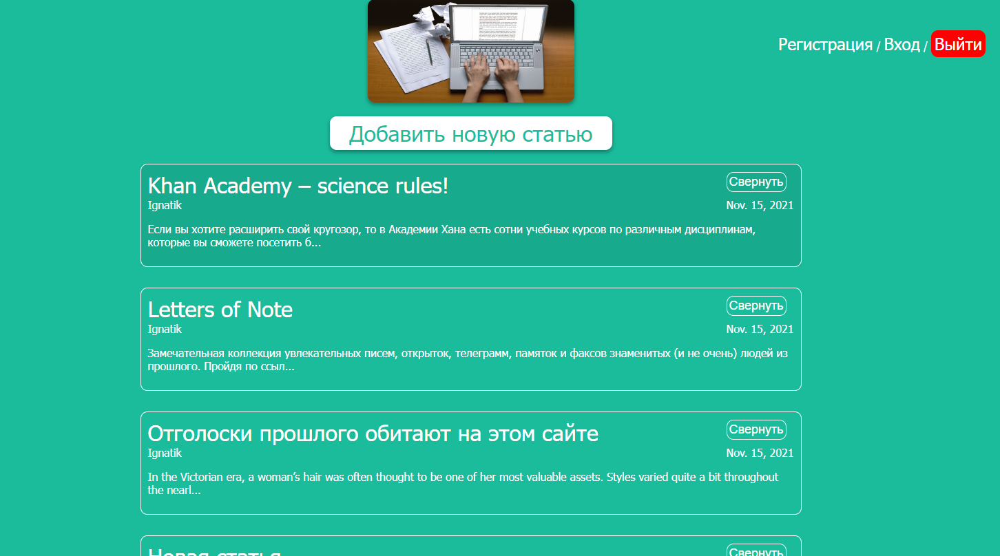 Регистрация / Вход / Выйти
Добавить новую статью
Khan Academy – science rules!
Свернуть
Ignatik
Nov. 15, 2021
Если вы хотите расширить свой кругозор, то в Академии Хана есть сотни учебных курсов по различным дисциплинам,
которые вы сможете посетить б...
Letters of Note
Свернуть
Ignatik
Nov. 15, 2021
Замечательная коллекция увлекательных писем, открыток, телеграмм, памяток и факсов знаменитых (и не очень) людей из
прошлого. Пройдя по ссыл...
Отголоски прошлого обитают на этом сайте
Свернуть
Ignatik
Nov. 15, 2021
In the Victorian era, a woman’s hair was often thought to be one of her most valuable assets. Styles varied quite a bit throughout
the nearl...
Новая статья
Свернуть